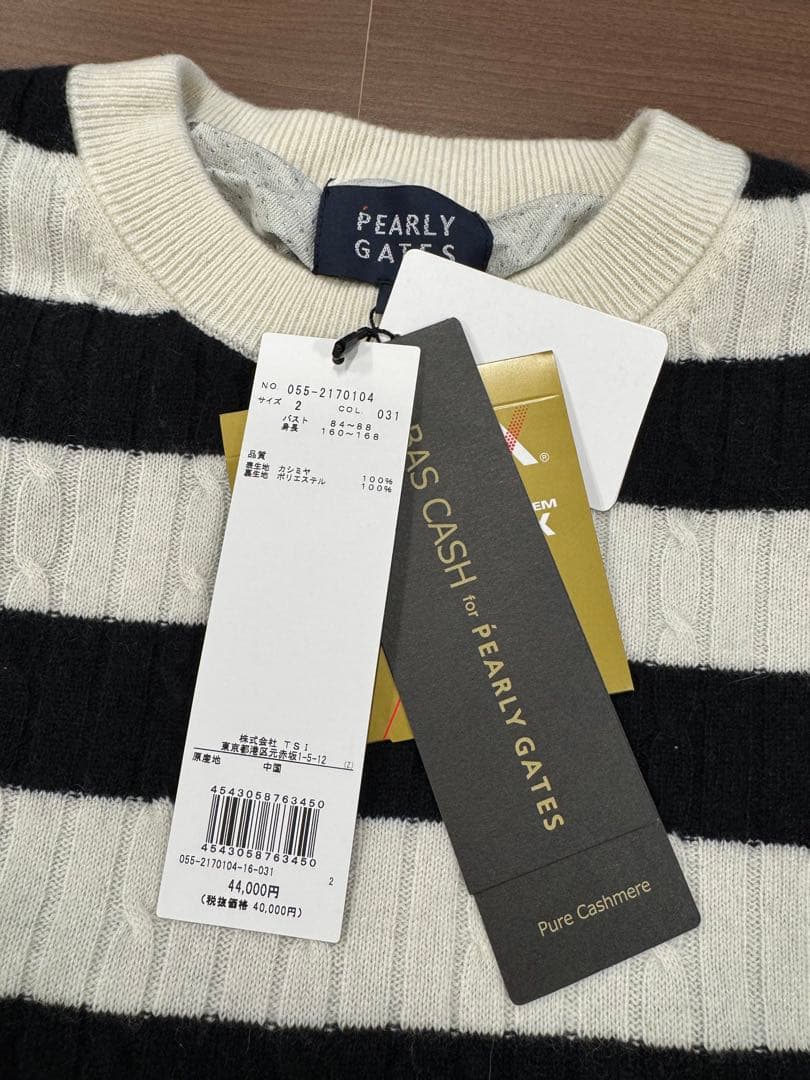 PEARLY
GATES
NO. 055-2170104
サイズ 2 COL. 031
バスト 84〜88
身長 160〜168
品質
表生地 カシミヤ 100%
裏生地 ポリエステル 100%
株式会社 TSI
東京都港区元赤坂1-5-12 (Z)
原産地 中国
4543058763450
4543058763450
055-2170104-16-031 2
44,000円
(税抜価格 40,000円)
BAS CASH for PEARLY GATES
Pure Cashmere
X®
EM
X